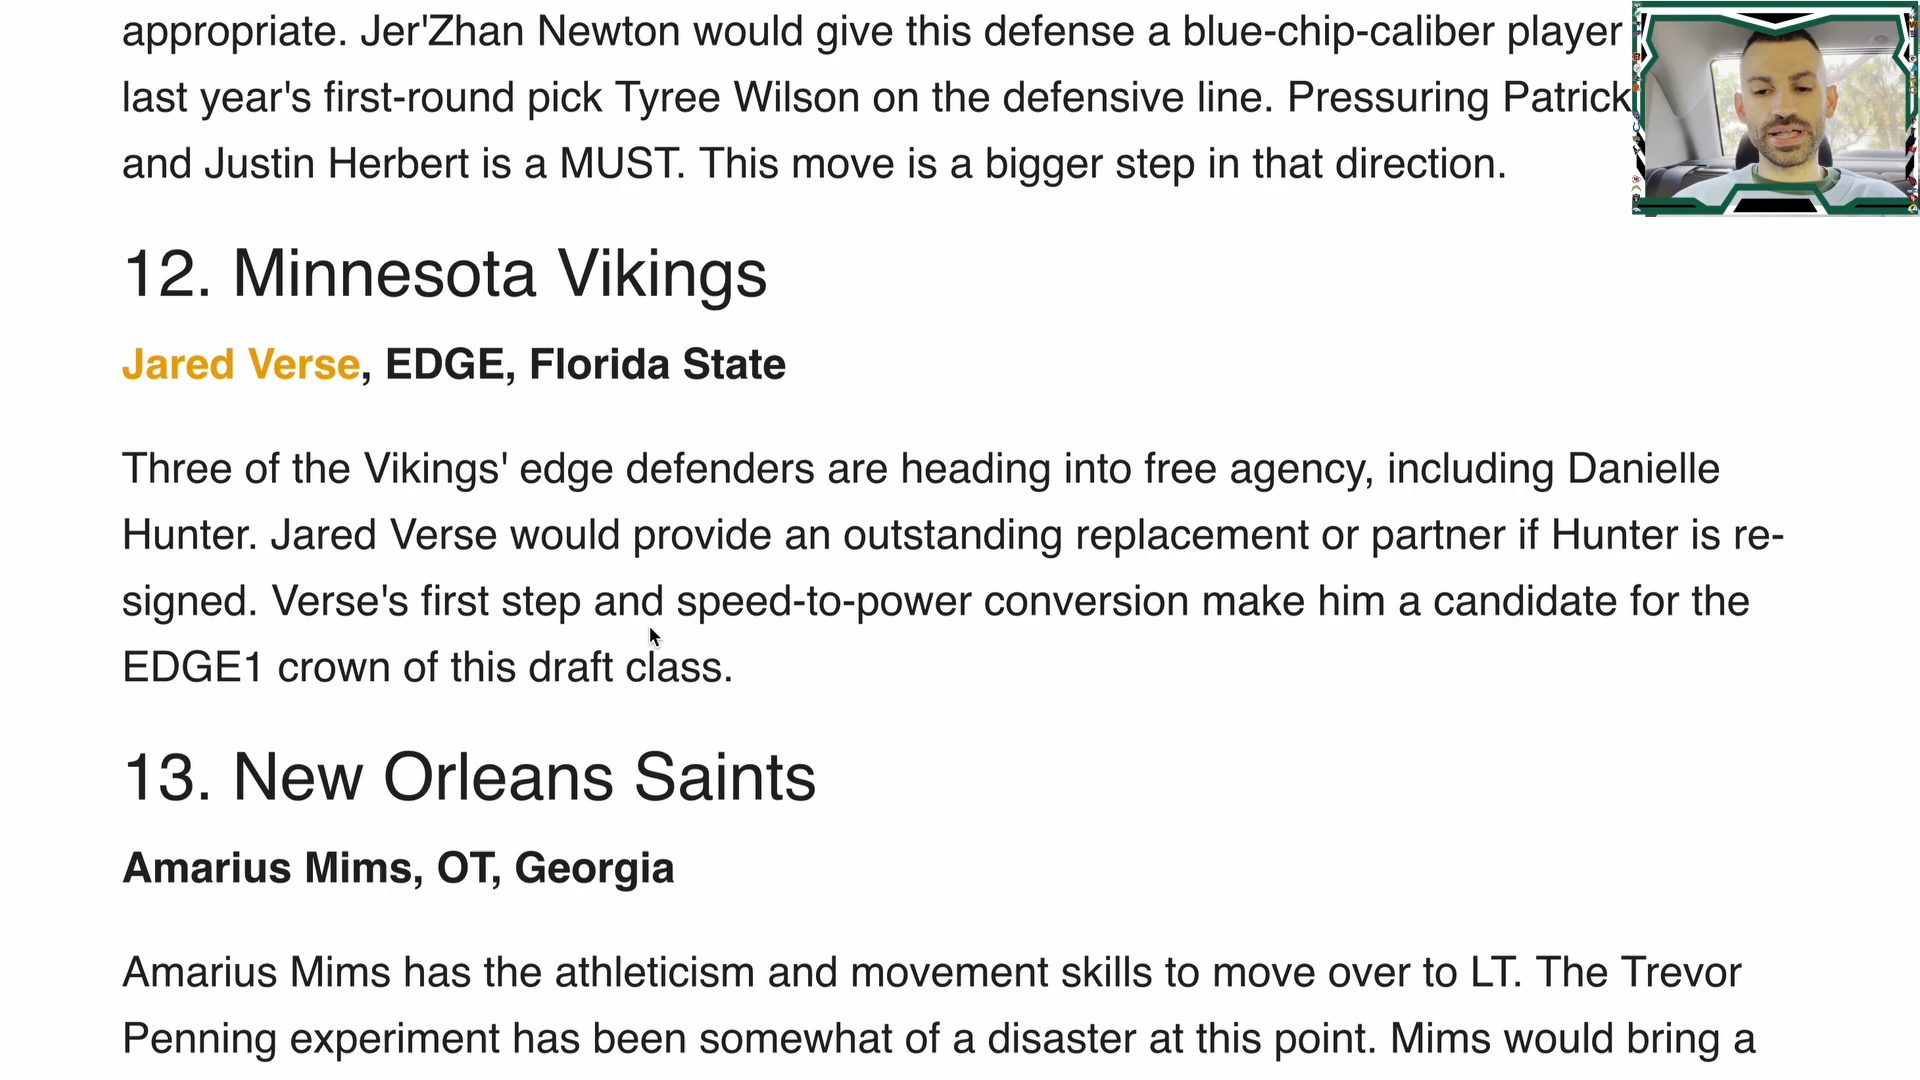 appropriate. Jer'Zhan Newton would give this defense a blue-chip-caliber player
last year's first-round pick Tyree Wilson on the defensive line. Pressuring Patrick
and Justin Herbert is a MUST. This move is a bigger step in that direction.
12. Minnesota Vikings
Jared Verse, EDGE, Florida State
Three of the Vikings' edge defenders are heading into free agency, including Danielle
Hunter. Jared Verse would provide an outstanding replacement or partner if Hunter is re-
signed. Verse's first step and speed-to-power conversion make him a candidate for the
EDGE1 crown of this draft class.
13. New Orleans Saints
Amarius Mims, OT, Georgia
Amarius Mims has the athleticism and movement skills to move over to LT. The Trevor
Penning experiment has been somewhat of a disaster at this point. Mims would bring a